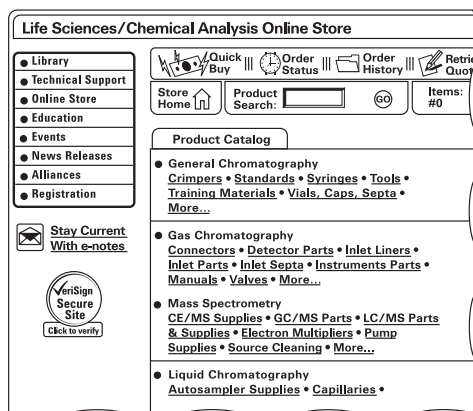 Life Sciences/Chemical Analysis Online Store
Library
Technical Support
Online Store
Education
Events
News Releases
Alliances
Registration
Stay Current
With e-notes
VeriSign
Secure
Site
Click to verify
Quick
Buy
Order
Status
Order
History
Store
Home
Product
Search:
GO
Items:
#0
Product Catalog
General Chromatography
Crimpers • Standards • Syringes • Tools •
Training Materials • Vials, Caps, Septa •
More...
Gas Chromatography
Connectors • Detector Parts • Inlet Liners •
Inlet Parts • Inlet Septa • Instruments Parts •
Manuals • Valves • More...
Mass Spectrometry
CE/MS Supplies • GC/MS Parts • LC/MS Parts
& Supplies • Electron Multipliers • Pump
Supplies • Source Cleaning • More...
Liquid Chromatography
Autosampler Supplies • Capillaries •